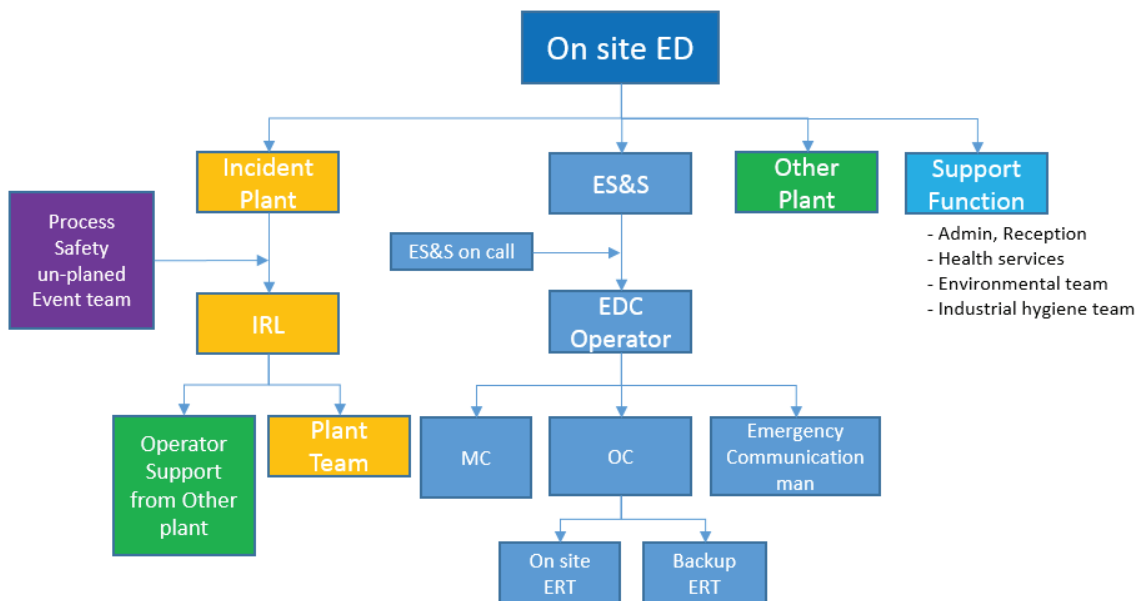 On site ED
Incident
Plant
ES&S
Other
Plant
Support
Function
- Admin, Reception
- Health services
- Environmental team
- Industrial hygiene team
Process
Safety
un-planed
Event team
ES&S on call
IRL
EDC
Operator
Operator
Support
from Other
plant
Plant
Team
MC
OC
Emergency
Communication
man
On site
ERT
Backup
ERT